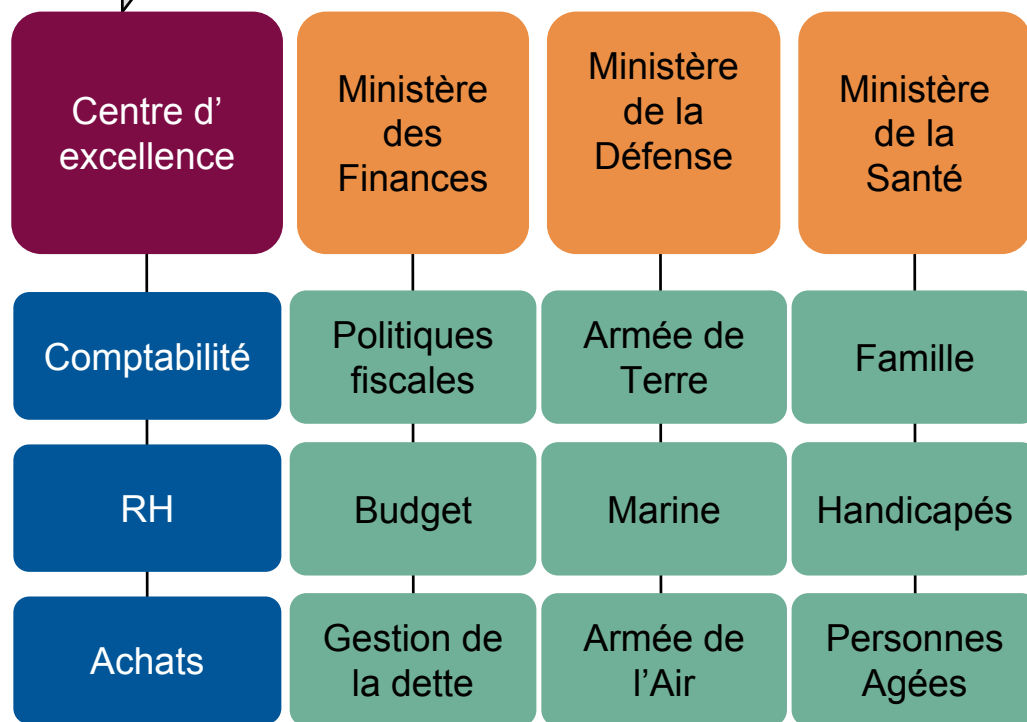 Centre d’
excellence
Ministère
des
Finances
Ministère
de la
Défense
Ministère
de la
Santé
Comptabilité
Politiques
fiscales
Armée de
Terre
Famille
RH
Budget
Marine
Handicapés
Achats
Gestion de
la dette
Armée de
l’Air
Personnes
Agées